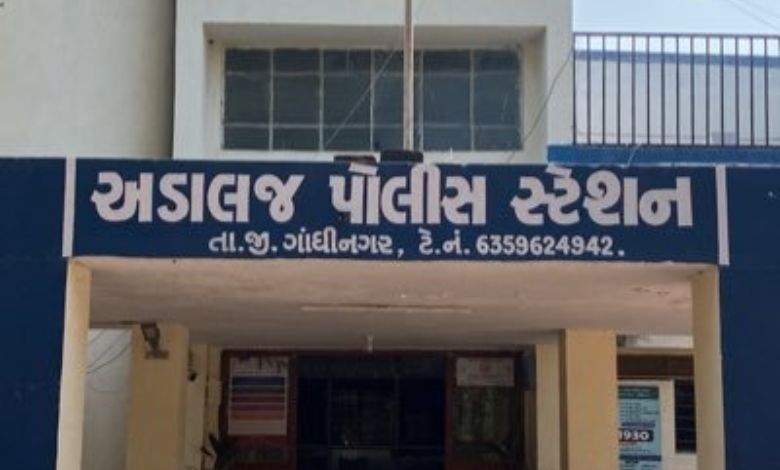 અડાલજ પોલીસ સ્ટેશન
તા.જી. ગાંધીનગર, ટે.નં. 6359624942.
1930